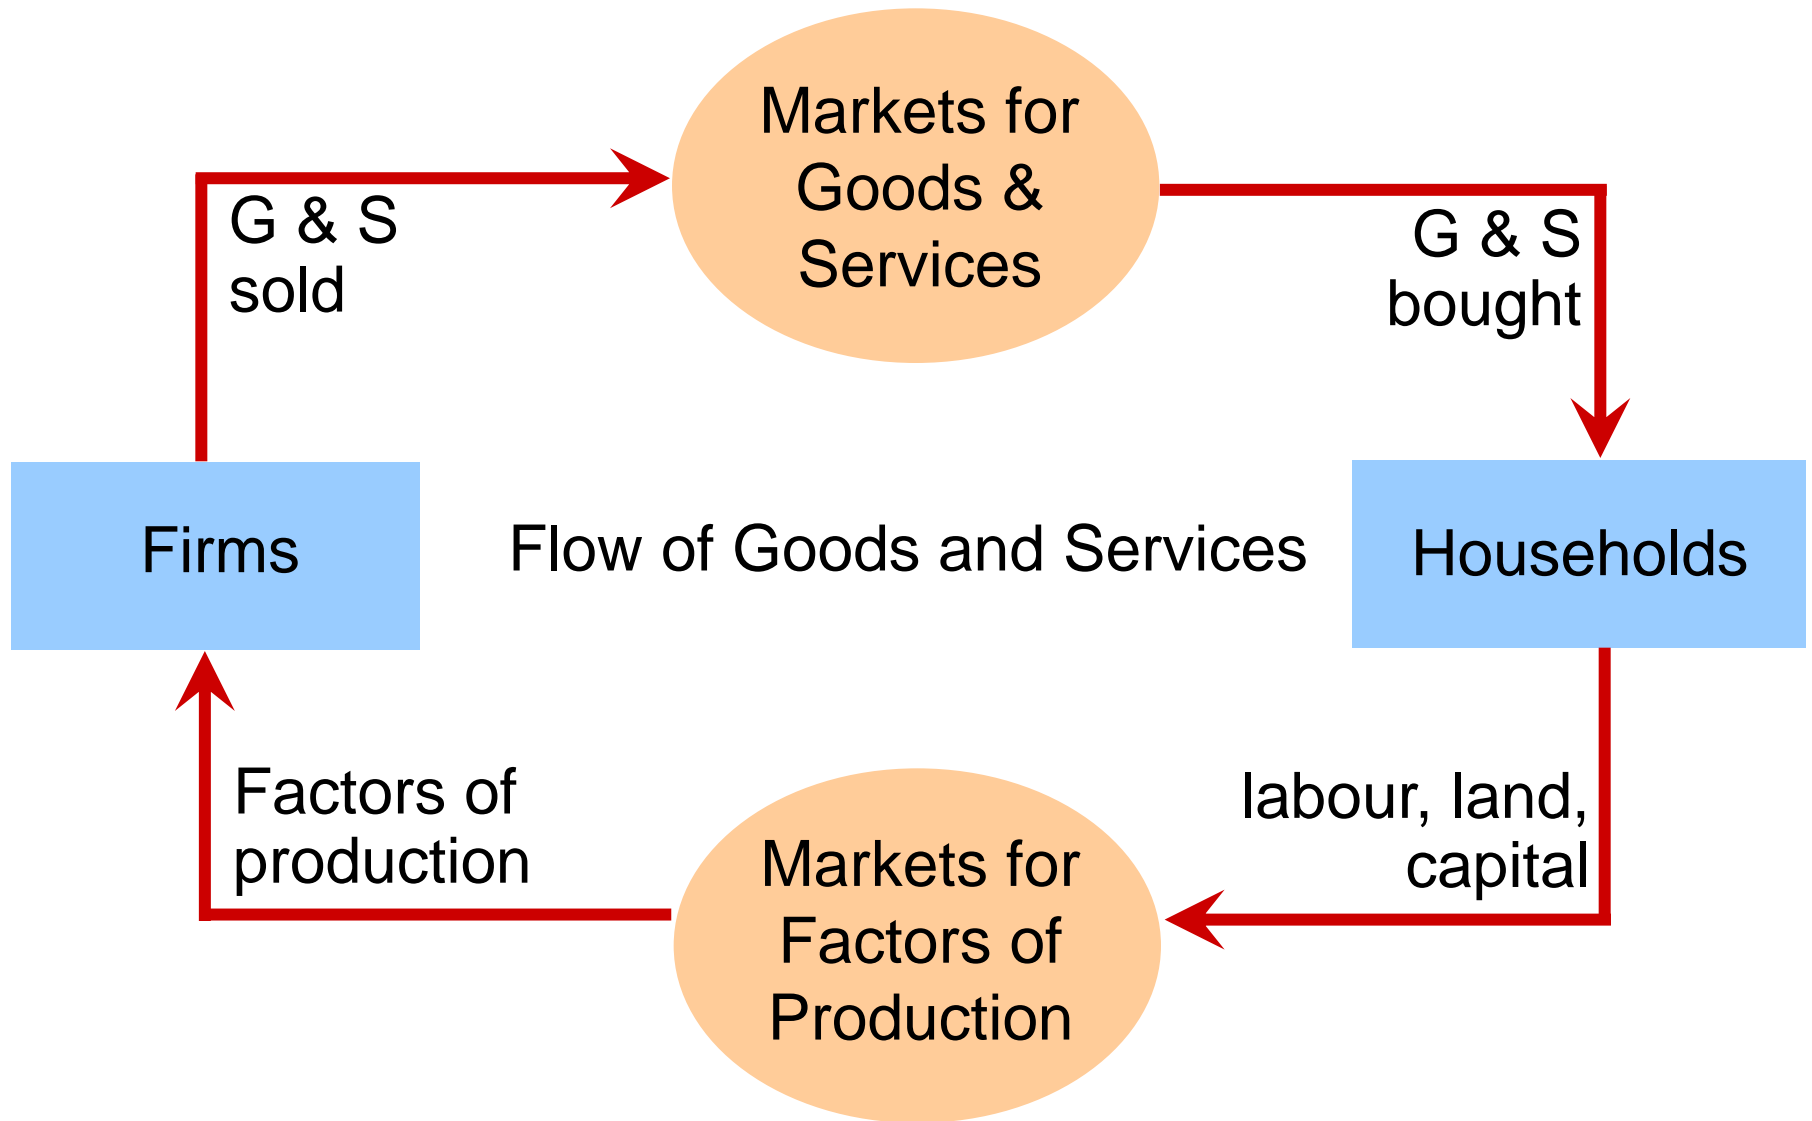 Markets for
Goods &
Services
G & S
sold
G & S
bought
Firms
Flow of Goods and Services
Households
Factors of
production
labour, land,
capital
Markets for
Factors of
Production